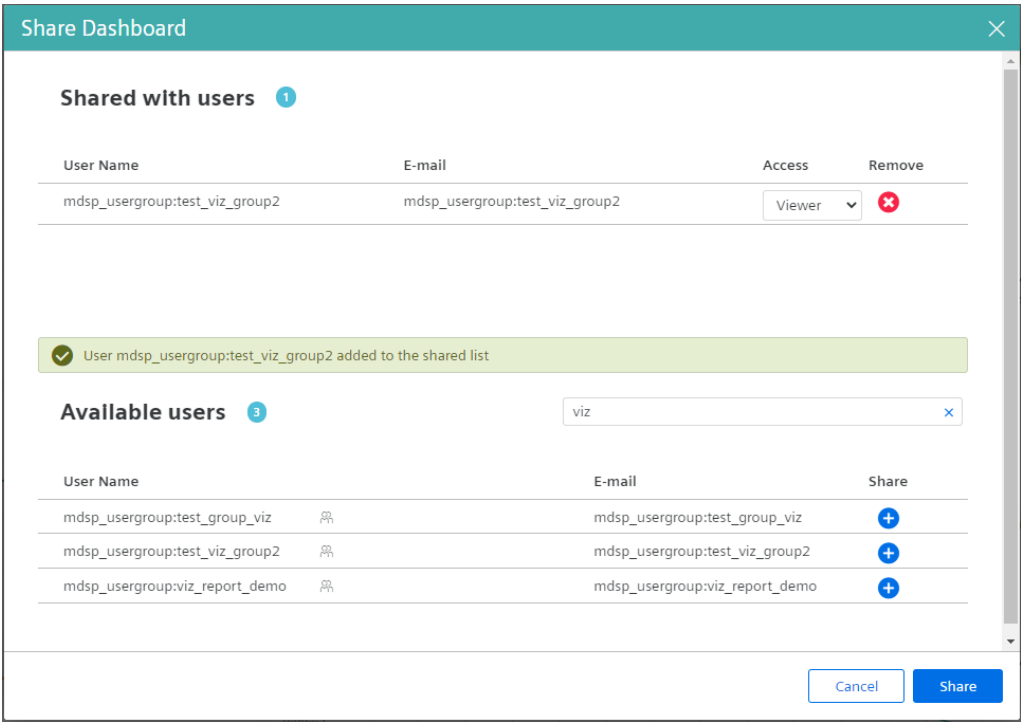 Share Dashboard
Shared with users 1
User Name E-mail Access Remove
mdsp_usergroup:test_viz_group2 mdsp_usergroup:test_viz_group2 Viewer
User mdsp_usergroup:test_viz_group2 added to the shared list
Available users 3 viz
User Name E-mail Share
mdsp_usergroup:test_group_viz mdsp_usergroup:test_group_viz
mdsp_usergroup:test_viz_group2 mdsp_usergroup:test_viz_group2
mdsp_usergroup:viz_report_demo mdsp_usergroup:viz_report_demo
Cancel Share